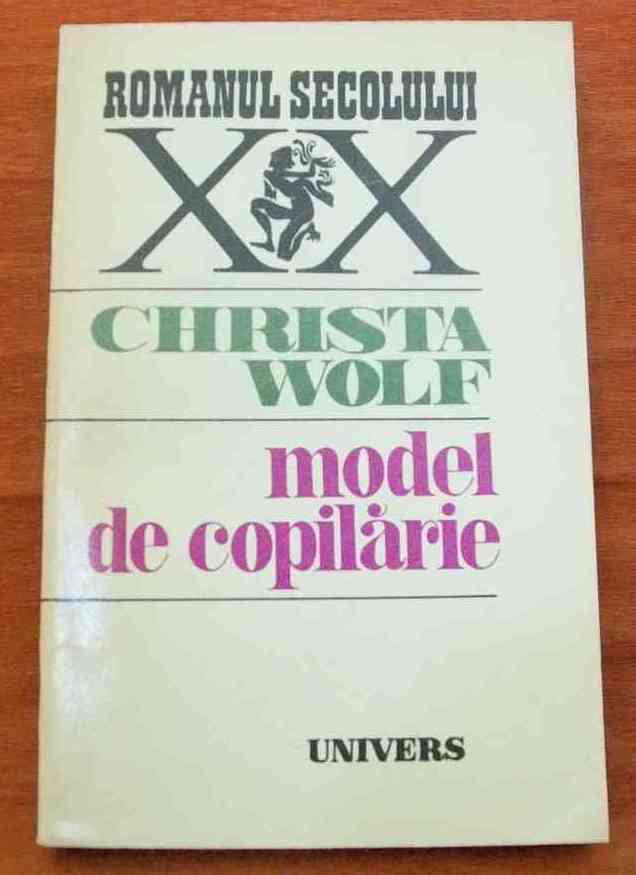 ROMANUL SECOLULUI
XX
CHRISTA
WOLF
model
de copilărie
UNIVERS